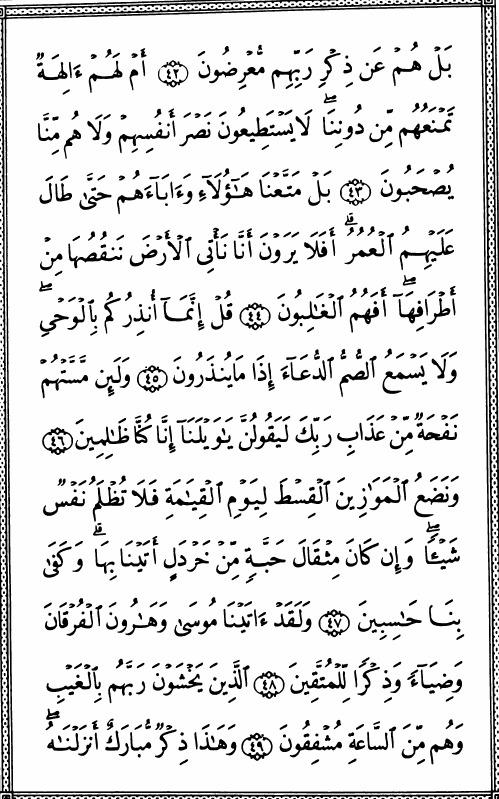 بَلْ هُمْ عَن ذِكْرِ رَبِّهِم مُّعْرِضُونَ ٤٢ أَمْ لَهُمْ ءَالِهَةٌ
تَمْنَعُهُم مِّن دُونِنَا ۚ لَا يَسْتَطِيعُونَ نَصْرَ أَنفُسِهِمْ وَلَا هُم مِّنَّا
يُصْحَبُونَ ٤٣ بَلْ مَتَّعْنَا هَٰٓؤُلَآءِ وَءَابَآءَهُمْ حَتَّىٰ طَالَ
عَلَيْهِمُ ٱلْعُمُرُ ۗ أَفَلَا يَرَوْنَ أَنَّا نَأْتِى ٱلْأَرْضَ نَنقُصُهَا مِنْ
أَطْرَافِهَآ ۚ أَفَهُمُ ٱلْغَٰلِبُونَ ٤٤ قُلْ إِنَّمَآ أُنذِرُكُم بِٱلْوَحْىِ ۚ
وَلَا يَسْمَعُ ٱلصُّمُّ ٱلدُّعَآءَ إِذَا مَا يُنذَرُونَ ٤٥ وَلَئِن مَّسَّتْهُمْ
نَفْحَةٌ مِّنْ عَذَابِ رَبِّكَ لَيَقُولُنَّ يَٰوَيْلَنَآ إِنَّا كُنَّا ظَٰلِمِينَ ٤٦
وَنَضَعُ ٱلْمَوَٰزِينَ ٱلْقِسْطَ لِيَوْمِ ٱلْقِيَٰمَةِ فَلَا تُظْلَمُ نَفْسٌ
شَيْـًٔا ۖ وَإِن كَانَ مِثْقَالَ حَبَّةٍ مِّنْ خَرْدَلٍ أَتَيْنَا بِهَا ۗ وَكَفَىٰ
بِنَا حَٰسِبِينَ ٤٧ وَلَقَدْ ءَاتَيْنَا مُوسَىٰ وَهَٰرُونَ ٱلْفُرْقَانَ
وَضِيَآءً وَذِكْرًا لِّلْمُتَّقِينَ ٤٨ ٱلَّذِينَ يَخْشَوْنَ رَبَّهُم بِٱلْغَيْبِ
وَهُم مِّنَ ٱلسَّاعَةِ مُشْفِقُونَ ٤٩ وَهَٰذَا ذِكْرٌ مُّبَارَكٌ أَنزَلْنَٰهُ ۚ